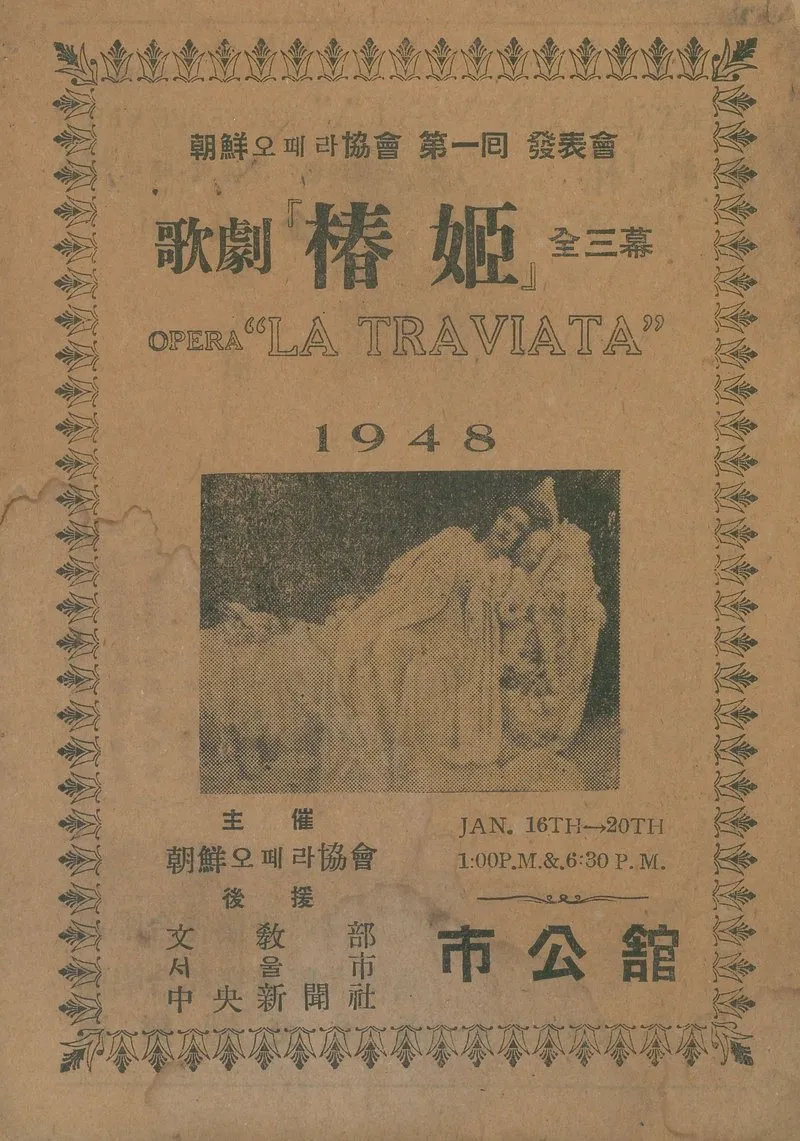 朝鮮오페라協會 第一回 發表會
歌劇『椿姬』全三幕
OPERA “LA TRAVIATA”
1948
主催
朝鮮오페라協會
後援
文敎部
서울市
中央新聞社
JAN. 16TH→20TH
1:00P.M.&.6:30 P.M.
市公館